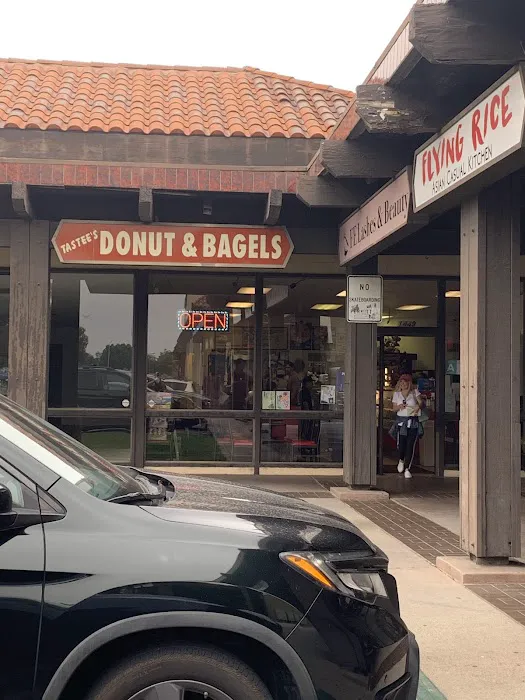 TASTEE'S DONUT & BAGELS
OPEN
FLYING RICE
ASIAN CASUAL KITCHEN
Lashes & Beauty
NO
SKATEBOARDING